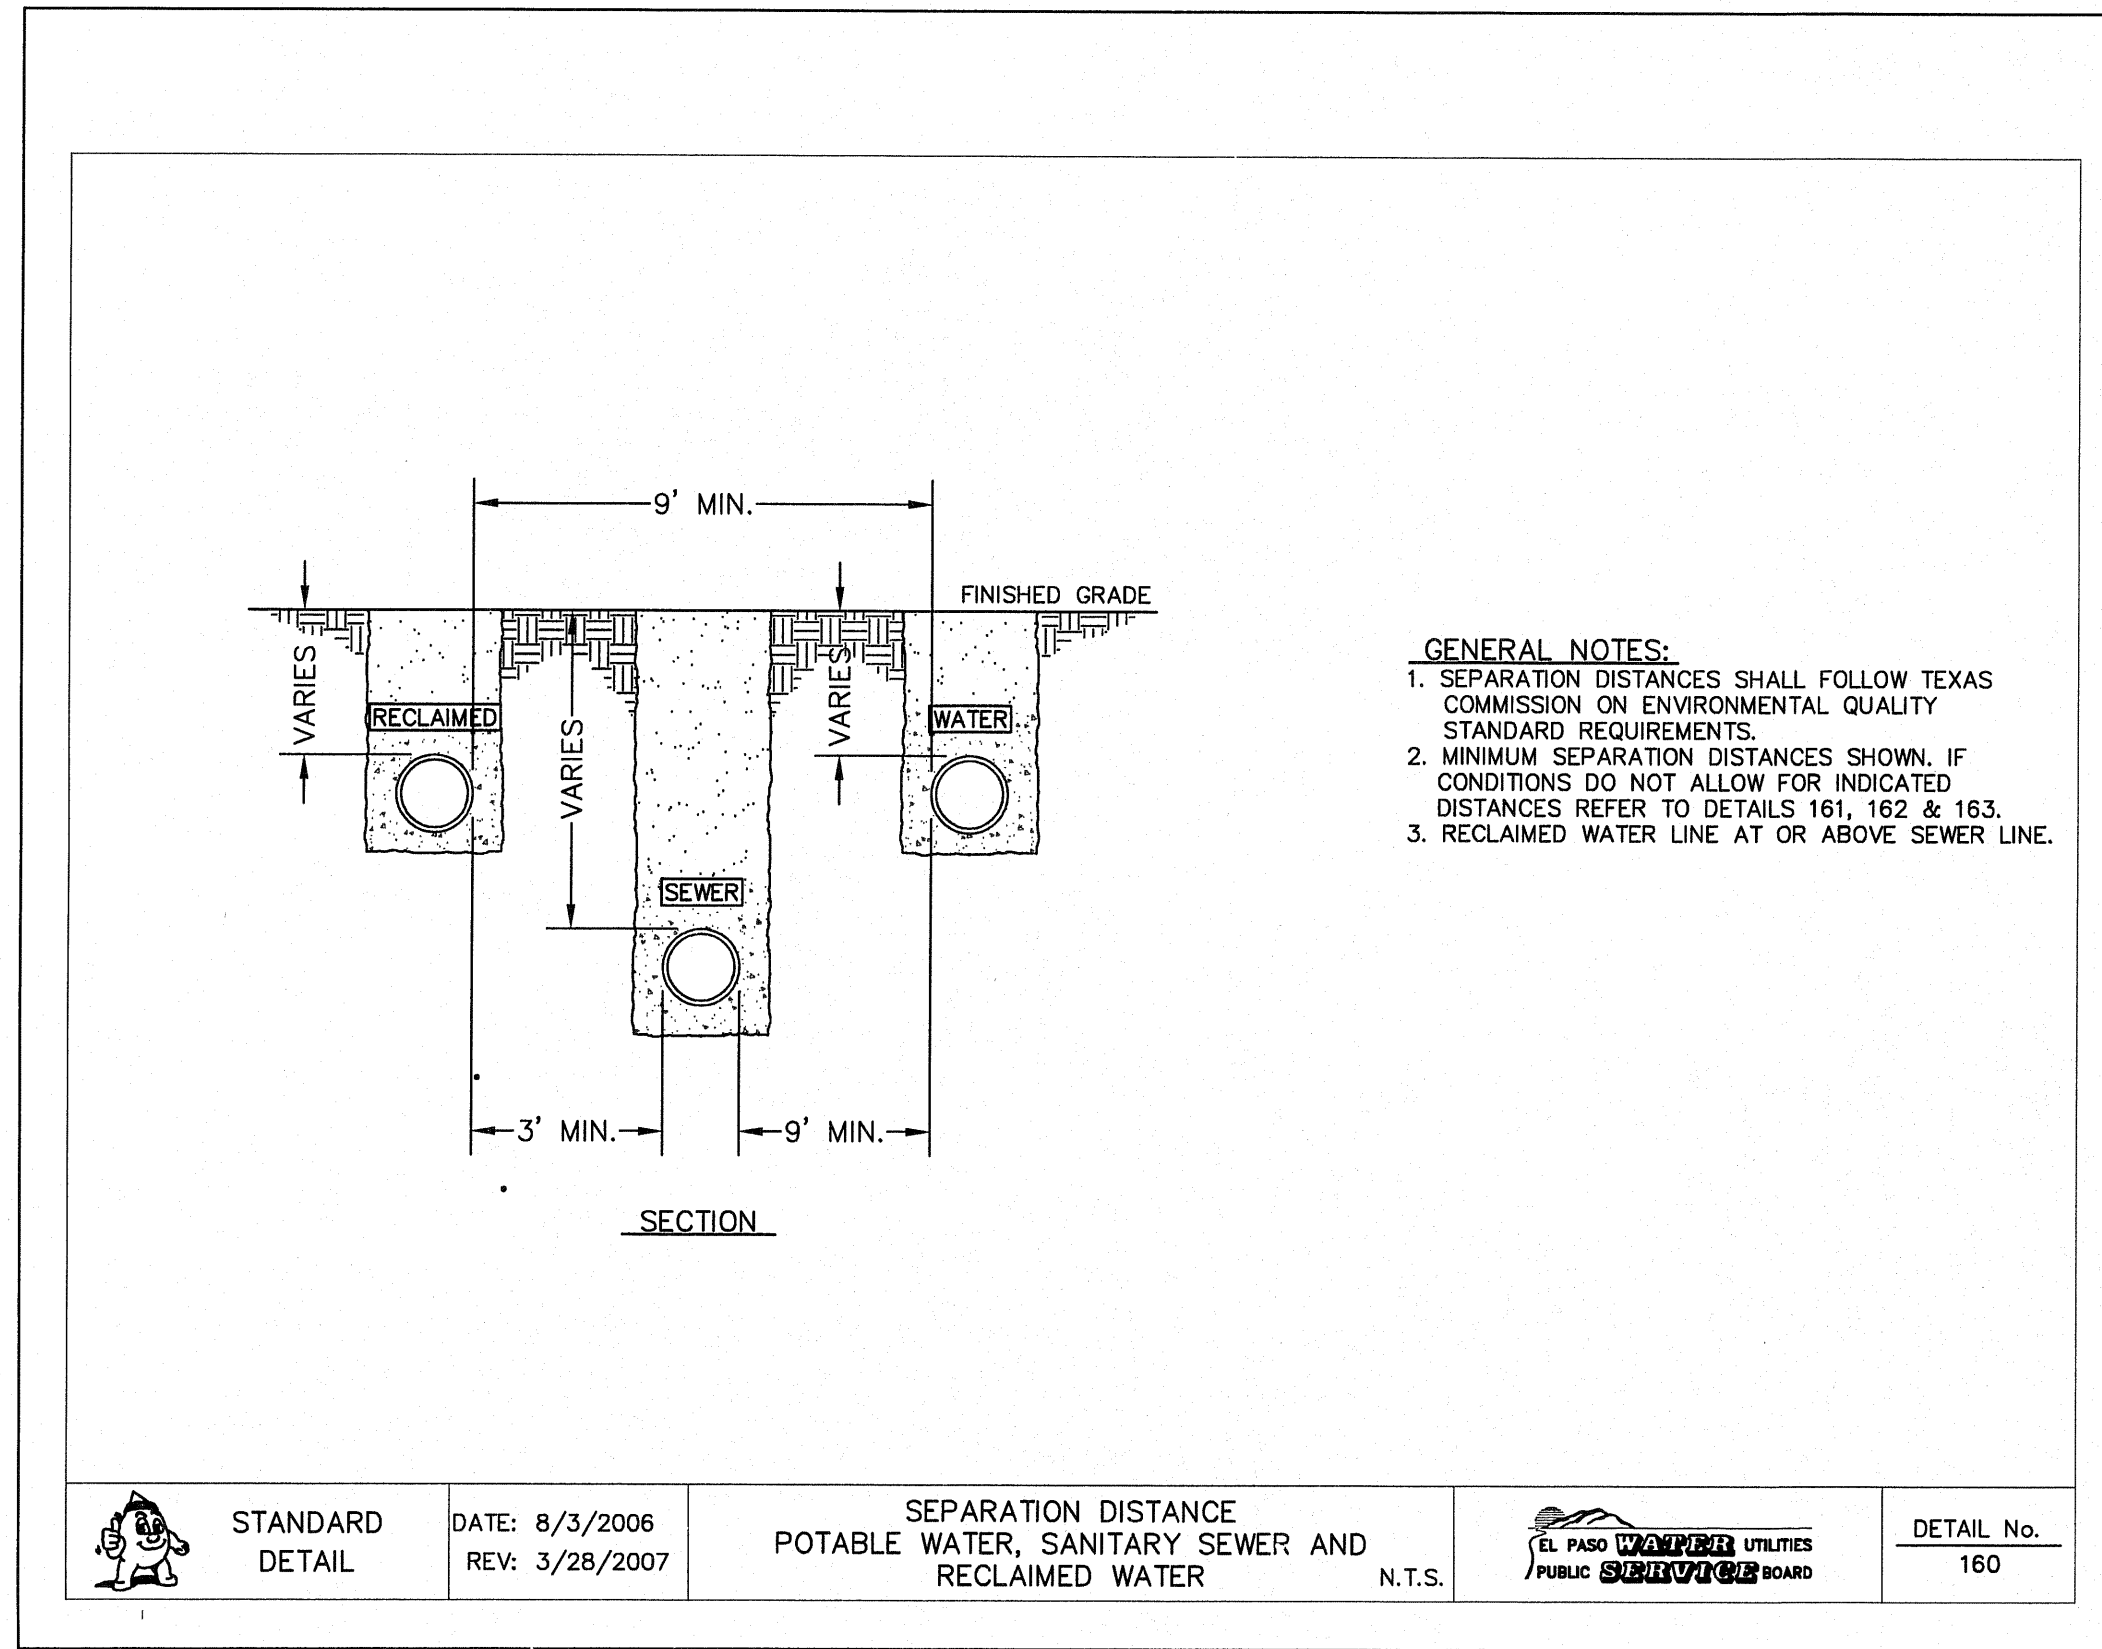 9' MIN.
FINISHED GRADE
VARIES
VARIES
VARIES
RECLAIMED
WATER
SEWER
3' MIN.
9' MIN.
SECTION
GENERAL NOTES:
1. SEPARATION DISTANCES SHALL FOLLOW TEXAS
COMMISSION ON ENVIRONMENTAL QUALITY
STANDARD REQUIREMENTS.
2. MINIMUM SEPARATION DISTANCES SHOWN. IF
CONDITIONS DO NOT ALLOW FOR INDICATED
DISTANCES REFER TO DETAILS 161, 162 & 163.
3. RECLAIMED WATER LINE AT OR ABOVE SEWER LINE.
STANDARD
DETAIL
DATE: 8/3/2006
REV: 3/28/2007
SEPARATION DISTANCE
POTABLE WATER, SANITARY SEWER AND
RECLAIMED WATER
N.T.S.
EL PASO WATER UTILITIES
PUBLIC SERVICE BOARD
DETAIL No.
160